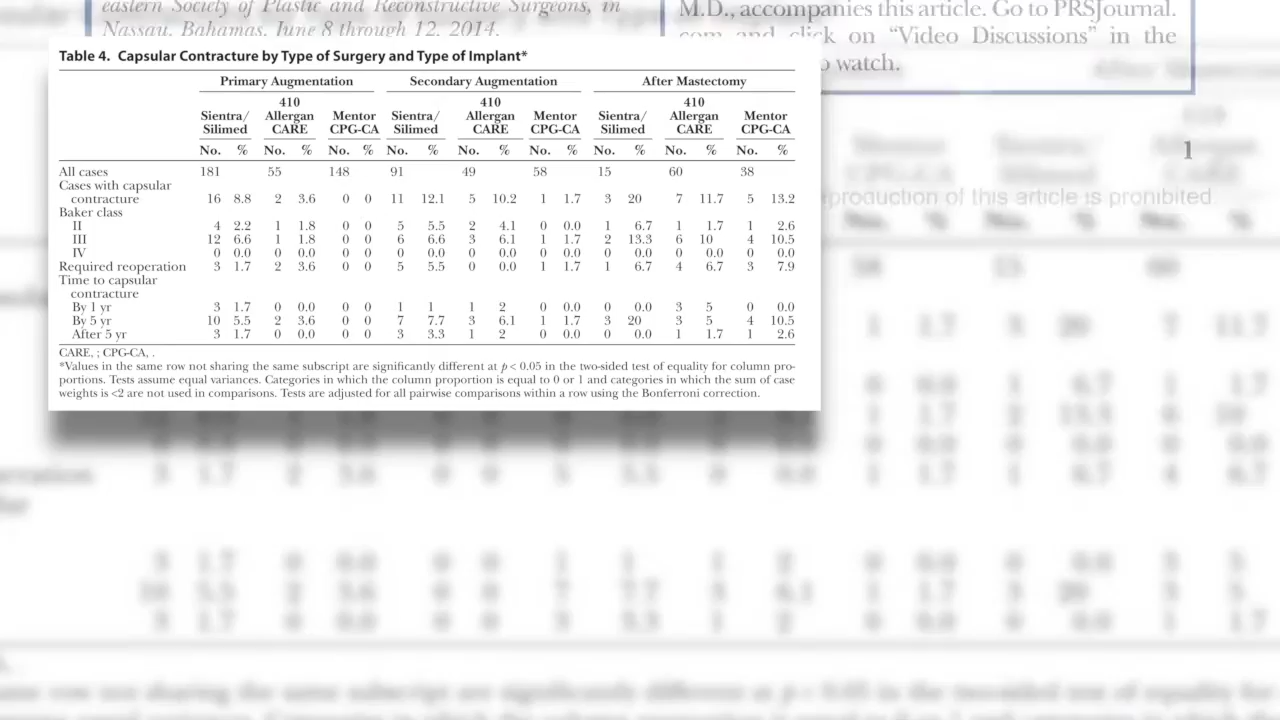 eastern Society of Plastic and Reconstructive Surgeons, in
Nassau, Bahamas, June 8 through 12, 2014.
M.D., accompanies this article. Go to PRSJournal.
com and click on “Video Discussions” in the
o watch.
Table 4. Capsular Contracture by Type of Surgery and Type of Implant*
Primary Augmentation Secondary Augmentation After Mastectomy
410 410 410
Sientra/ Allergan Mentor Sientra/ Allergan Mentor Sientra/ Allergan Mentor
Silimed CARE CPG-CA Silimed CARE CPG-CA Silimed CARE CPG-CA
No. % No. % No. % No. % No. % No. % No. % No. % No. %
All cases 181 55 148 91 49 58 15 60 38
Cases with capsular
contracture 16 8.8 2 3.6 0 0 11 12.1 5 10.2 1 1.7 3 20 7 11.7 5 13.2
Baker class
II 4 2.2 1 1.8 0 0 5 5.5 2 4.1 0 0.0 1 6.7 1 1.7 1 2.6
III 12 6.6 1 1.8 0 0 6 6.6 3 6.1 1 1.7 2 13.3 6 10 4 10.5
IV 0 0.0 0 0.0 0 0 0 0.0 0 0.0 0 0.0 0 0.0 0 0.0 0 0.0
Required reoperation 3 1.7 2 3.6 0 0 5 5.5 0 0.0 1 1.7 1 6.7 4 6.7 3 7.9
Time to capsular
contracture
By 1 yr 3 1.7 0 0.0 0 0 1 1 1 2 0 0.0 0 0.0 3 5 0 0.0
By 5 yr 10 5.5 2 3.6 0 0 7 7.7 3 6.1 1 1.7 3 20 3 5 4 10.5
After 5 yr 3 1.7 0 0.0 0 0 3 3.3 1 2 0 0.0 0 0.0 1 1.7 1 2.6
CARE, ; CPG-CA, .
*Values in the same row not sharing the same subscript are significantly different at p < 0.05 in the two-sided test of equality for column pro-
portions. Tests assume equal variances. Categories in which the column proportion is equal to 0 or 1 and categories in which the sum of case
weights is <2 are not used in comparisons. Tests are adjusted for all pairwise comparisons within a row using the Bonferroni correction.
1
production of this article is prohibited